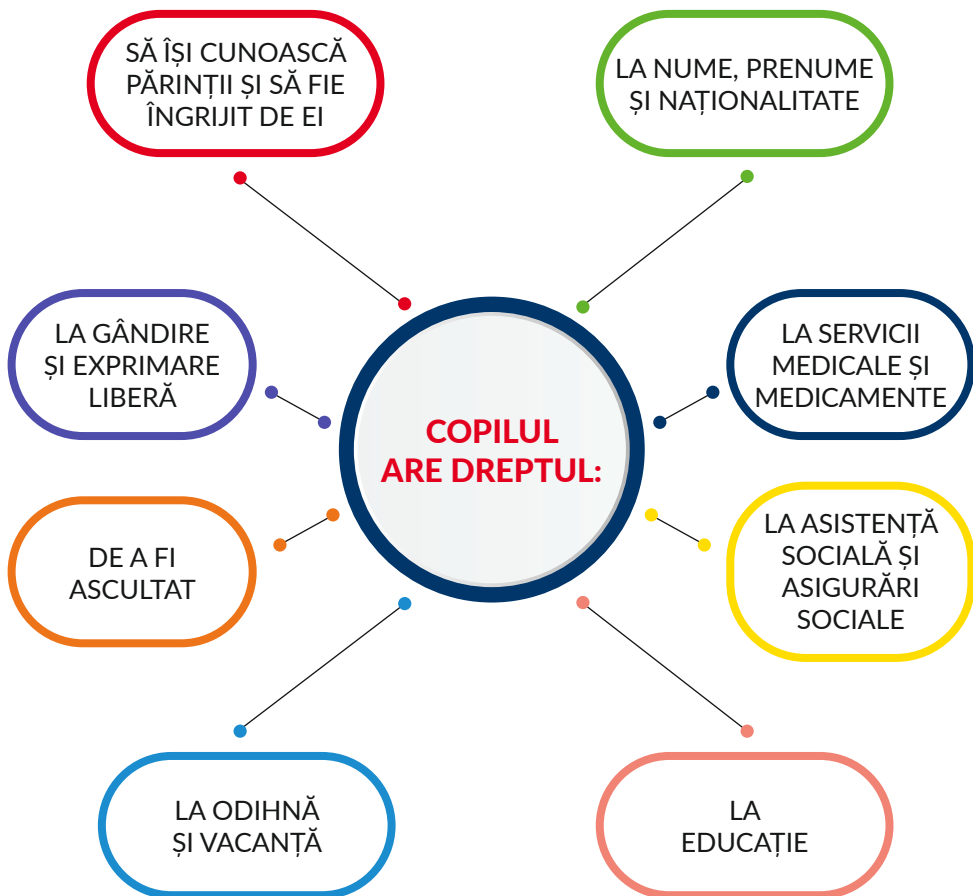 SĂ ÎȘI CUNOASCĂ
PĂRINȚII ȘI SĂ FIE
ÎNGRIJIT DE EI
LA NUME, PRENUME
ȘI NAȚIONALITATE
LA GÂNDIRE
ȘI EXPRIMARE
LIBERĂ
LA SERVICII
MEDICALE ȘI
MEDICAMENTE
COPILUL
ARE DREPTUL:
DE A FI
ASCULTAT
LA ASISTENȚĂ
SOCIALĂ ȘI
ASIGURĂRI
SOCIALE
LA ODIHNĂ
ȘI VACANȚĂ
LA
EDUCAȚIE